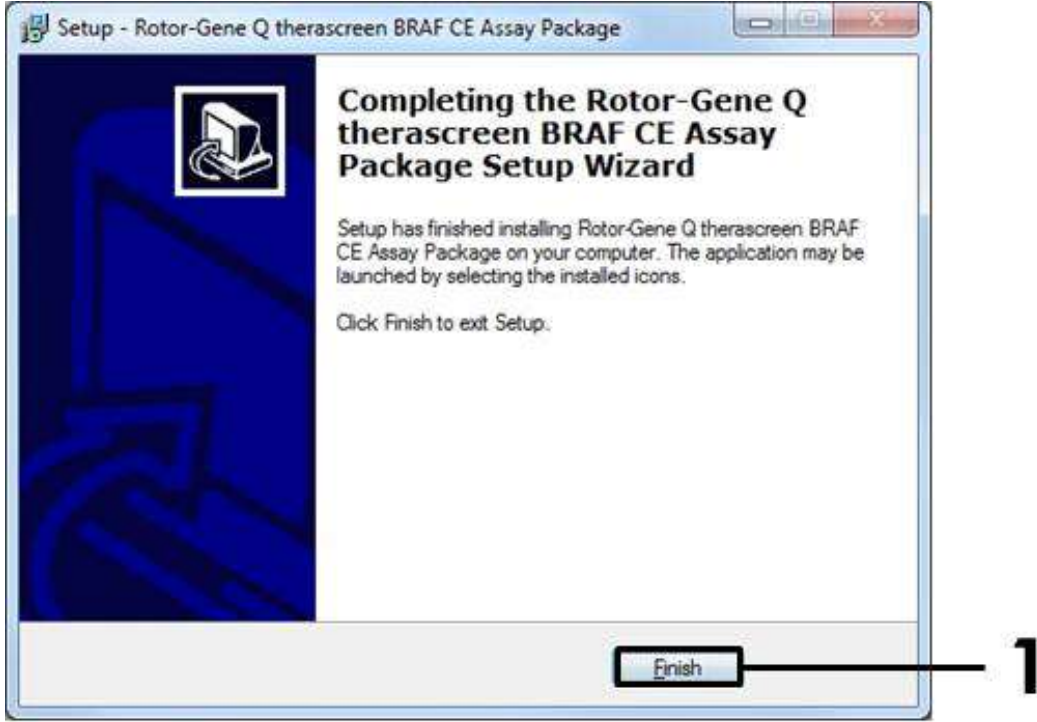 Setup - Rotor-Gene Q therascreen BRAF CE Assay Package
Completing the Rotor-Gene Q
therascreen BRAF CE Assay
Package Setup Wizard
Setup has finished installing Rotor-Gene Q therascreen BRAF
CE Assay Package on your computer. The application may be
launched by selecting the installed icons.
Click Finish to exit Setup.
Finish
1